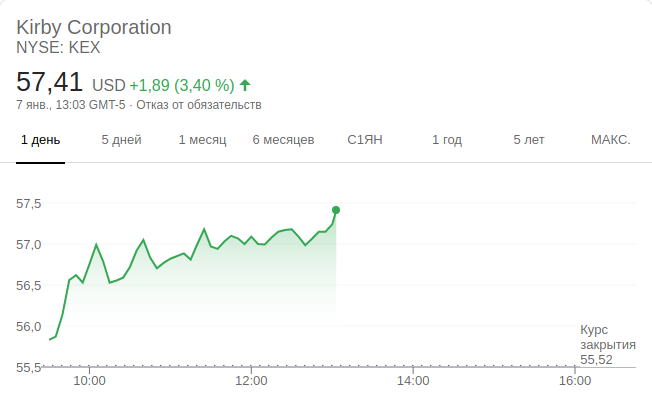 Kirby Corporation
NYSE: KEX
57,41 USD +1,89 (3,40 %)
7 янв., 13:03 GMT-5 · Отказ от обязательств
1 день 5 дней 1 месяц 6 месяцев С1ЯН 1 год 5 лет МАКС.
57,5
57,0
56,5
56,0
Курс
закрытия
55,52
55,5
10:00 12:00 14:00 16:00